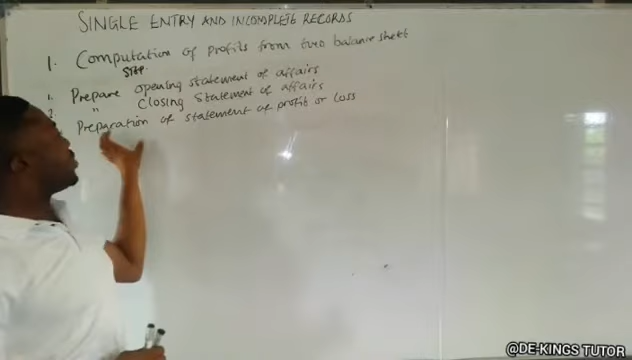 SINGLE ENTRY AND INCOMPLETE RECORDS
1. Computation of profits from two balance sheet
STEP
1. Prepare opening statement of affairs
2. " Closing Statement of affairs
Preparation of statement of profit or Loss
@DE-KINGS TUTOR